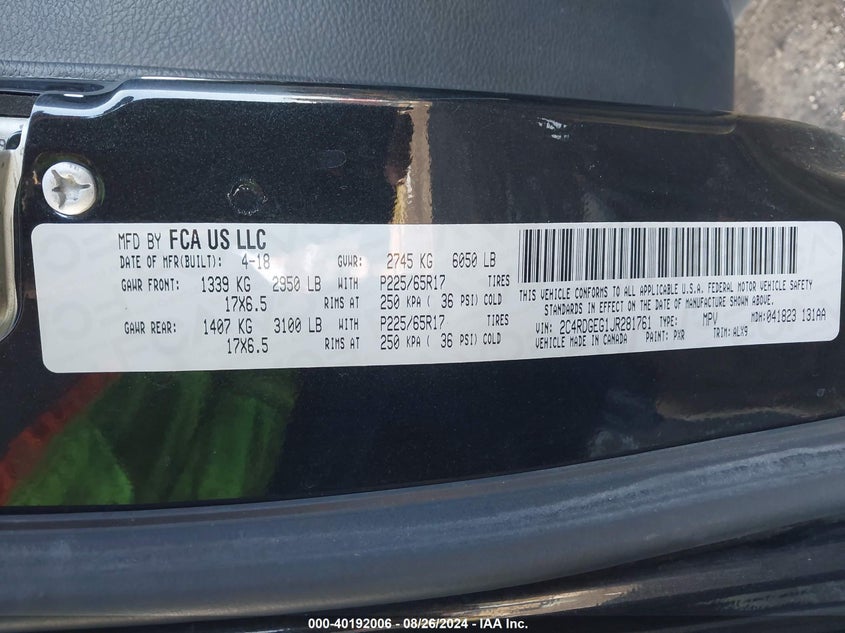 MFD BY FCA US LLC
DATE OF MFR(BUILT): 4-18 GVWR: 2745 KG 6050 LB
GAWR FRONT: 1339 KG 2950 LB WITH P225/65R17 TIRES
17X6.5 RIMS AT 250 KPA ( 36 PSI) COLD
GAWR REAR: 1407 KG 3100 LB WITH P225/65R17 TIRES
17X6.5 RIMS AT 250 KPA ( 36 PSI) COLD
THIS VEHICLE CONFORMS TO ALL APPLICABLE U.S.A. FEDERAL MOTOR VEHICLE SAFETY
STANDARDS IN EFFECT ON THE DATE OF MANUFACTURE SHOWN ABOVE.
VIN: 2C4RDGEG1JR281761 TYPE: MPV MDH:041823 131AA
VEHICLE MADE IN CANADA PAINT: PXR TRIM: ALY9
000-40192006 - 08/26/2024 - IAA Inc.